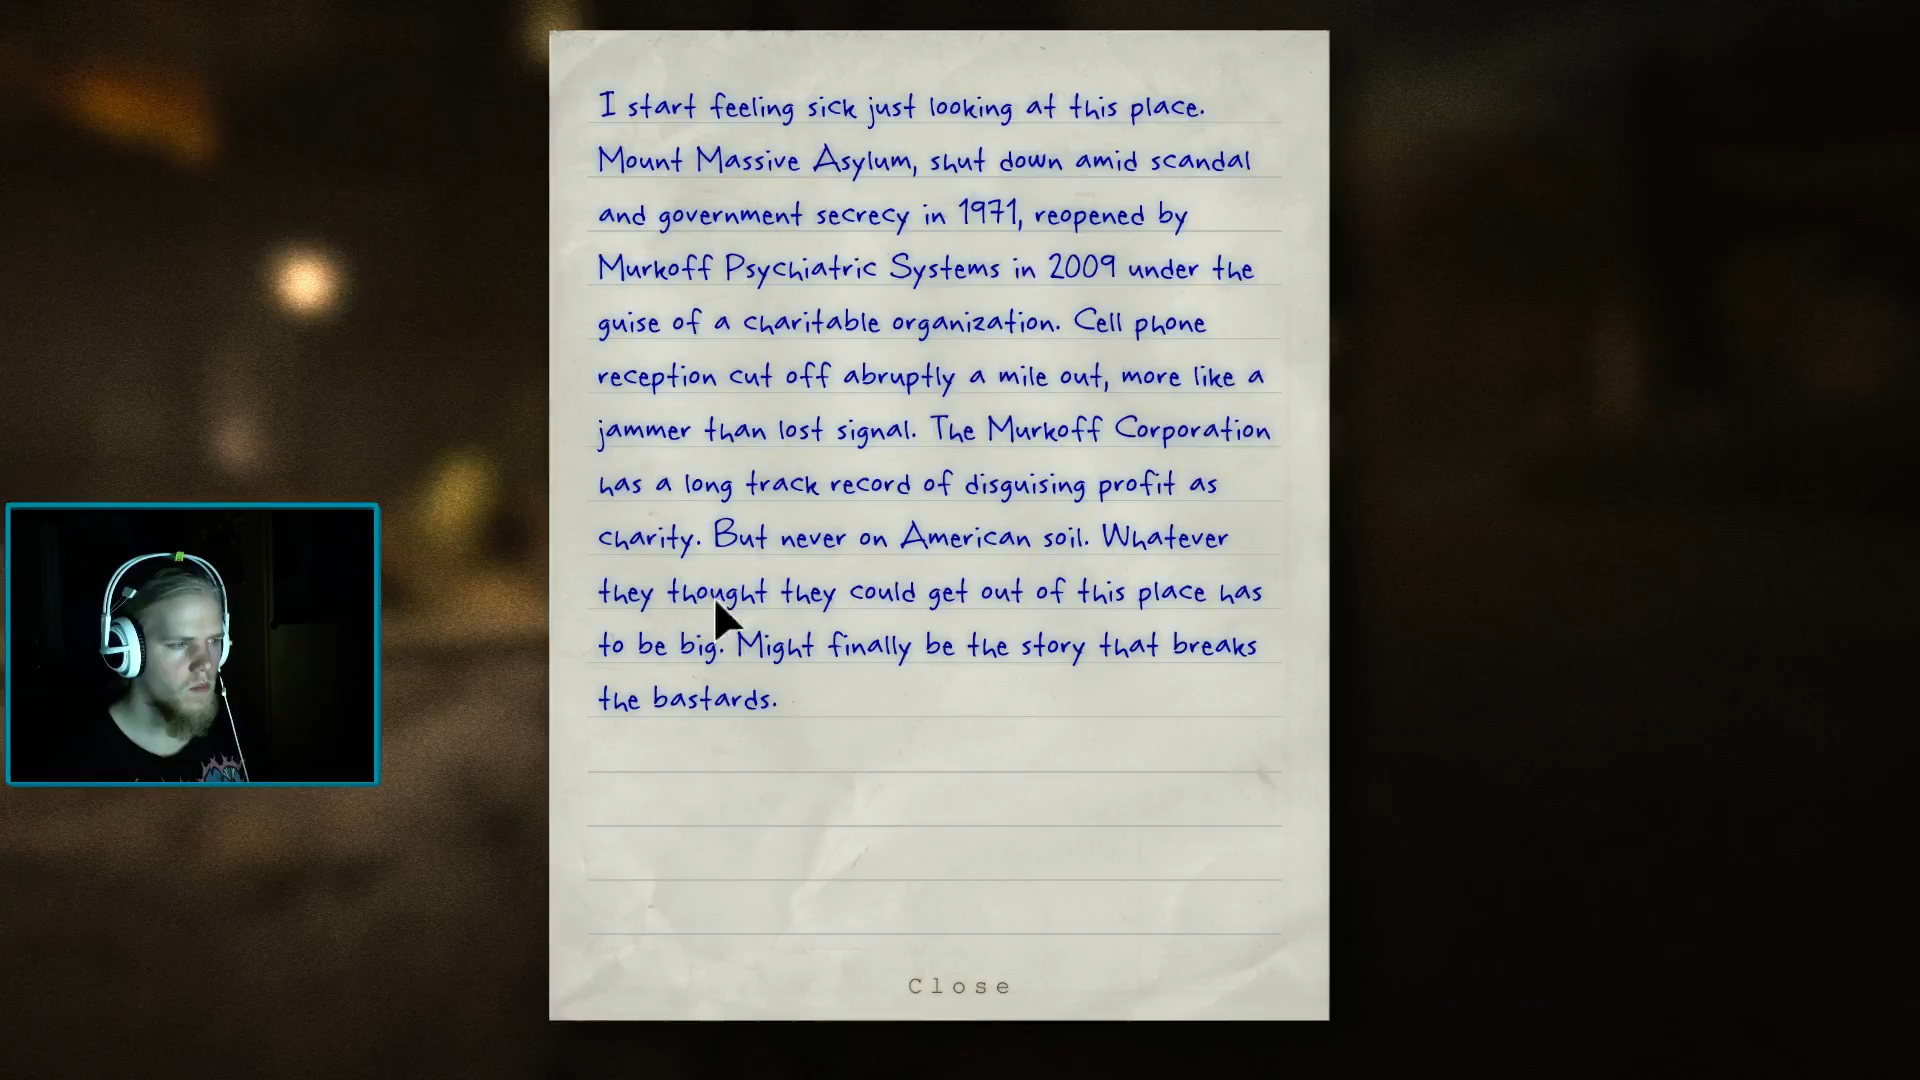 I start feeling sick just looking at this place.
Mount Massive Asylum, shut down amid scandal
and government secrecy in 1971, reopened by
Murkoff Psychiatric Systems in 2009 under the
guise of a charitable organization. Cell phone
reception cut off abruptly a mile out, more like a
jammer than lost signal. The Murkoff Corporation
has a long track record of disguising profit as
charity. But never on American soil. Whatever
they thought they could get out of this place has
to be big. Might finally be the story that breaks
the bastards.
Close